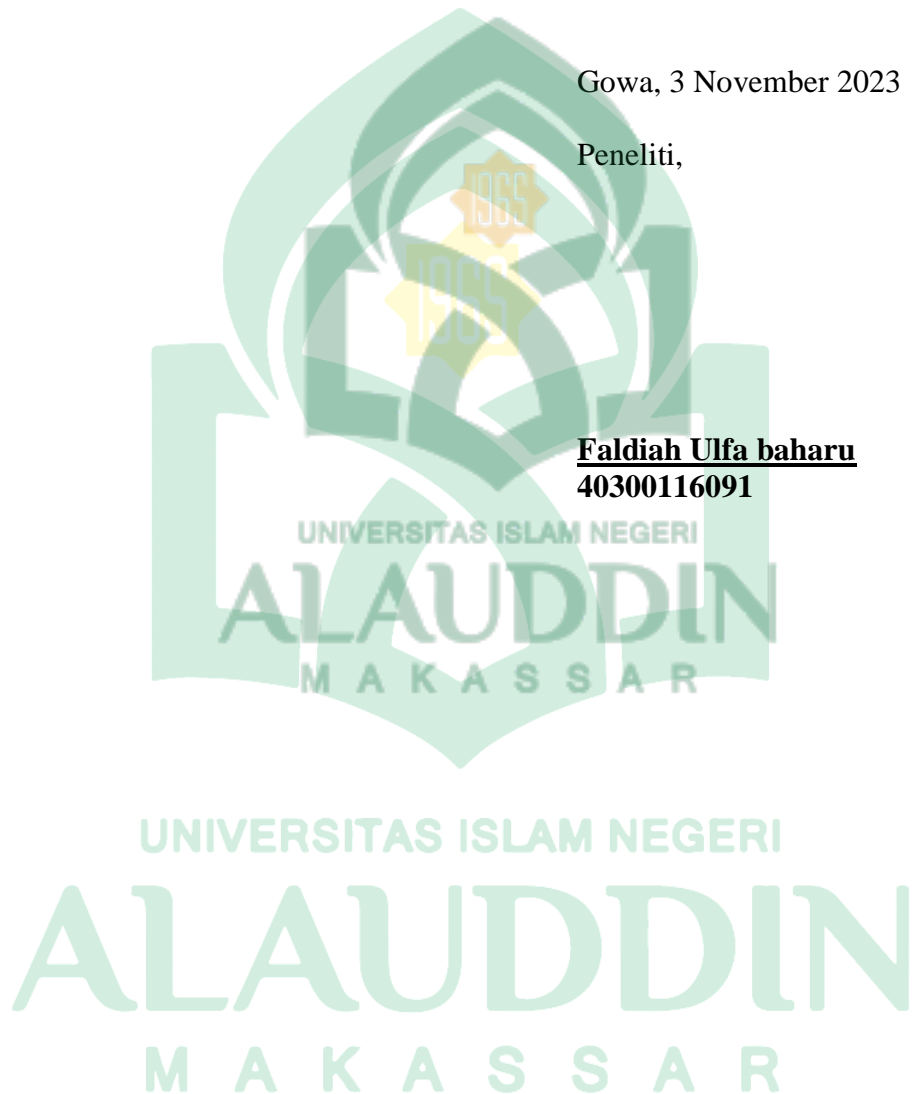 Gowa, 3 November 2023
Peneliti,
1965
1965
Faldiah Ulfa baharu
40300116091
UNIVERSITAS ISLAM NEGERI
ALAUDDIN
MAKASSAR
UNIVERSITAS ISLAM NEGERI
ALAUDDIN
MAKASSAR